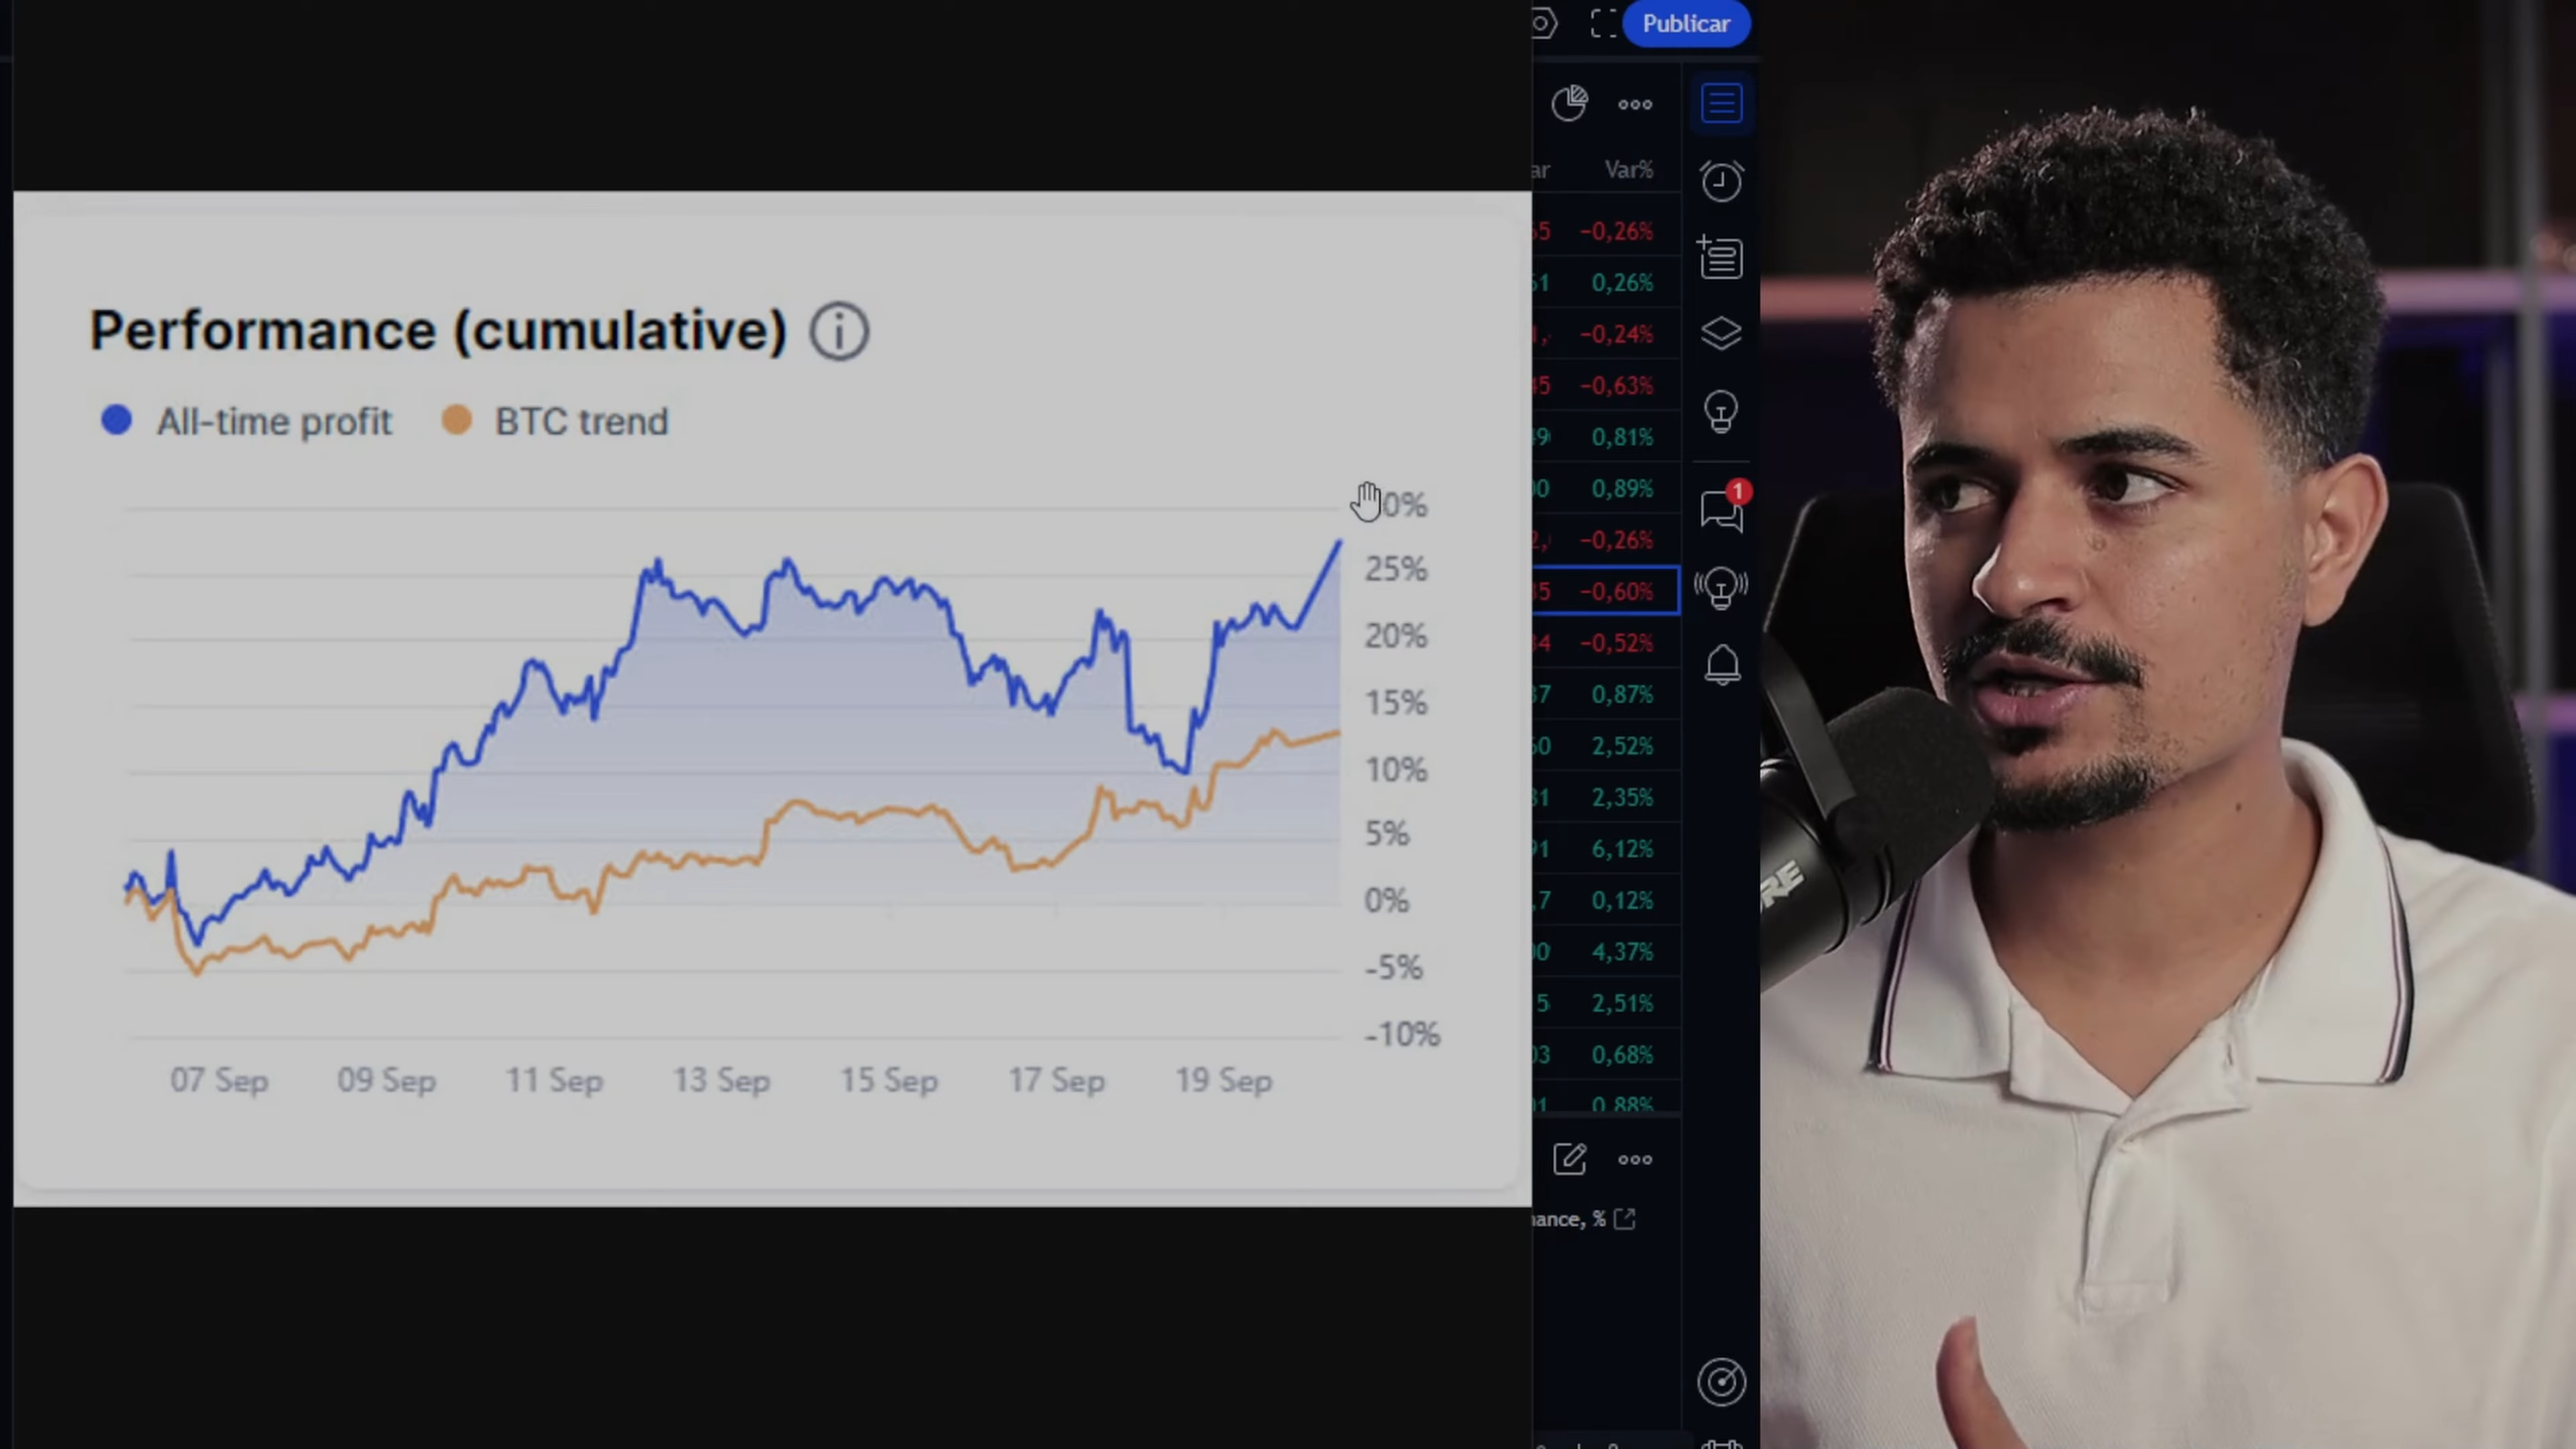 Publicar
Var%
−0,26%
0,26%
−0,24%
−0,63%
0,81%
0,89%
−0,26%
−0,60%
−0,52%
0,87%
2,52%
2,35%
6,12%
0,12%
4,37%
2,51%
0,68%
0,88%
Performance (cumulative)
All-time profit
BTC trend
25%
20%
15%
10%
5%
0%
-5%
-10%
07 Sep
09 Sep
11 Sep
13 Sep
15 Sep
17 Sep
19 Sep
1
, %